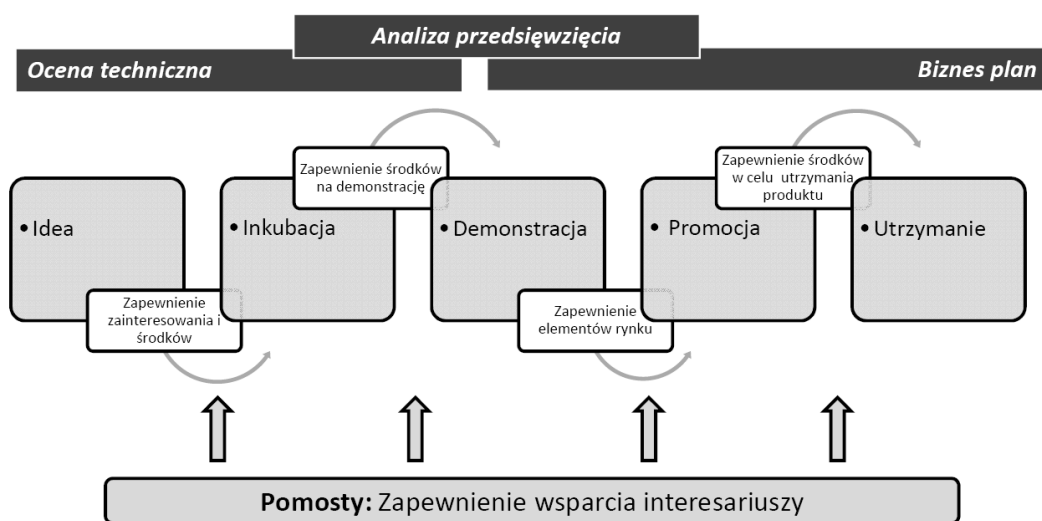 Analiza przedsięwzięcia
Ocena techniczna
Biznes plan
Zapewnienie środków
na demonstrację
Zapewnienie środków
w celu utrzymania
produktu
• Idea
• Inkubacja
• Demonstracja
• Promocja
• Utrzymanie
Zapewnienie
zainteresowania i
środków
Zapewnienie
elementów rynku
Pomosty: Zapewnienie wsparcia interesariuszy